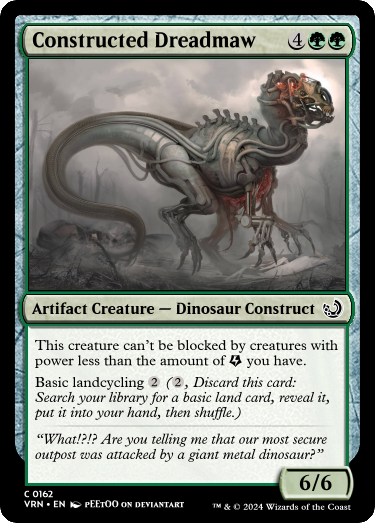 Constructed Dreadmaw 4
Artifact Creature — Dinosaur Construct
This creature can't be blocked by creatures with
power less than the amount of you have.
Basic landcycling 2 (2, Discard this card:
Search your library for a basic land card, reveal it,
put it into your hand, then shuffle.)
"What!?!? Are you telling me that our most secure
outpost was attacked by a giant metal dinosaur?"
6/6
C 0162
VRN • EN pEEtOO ON DEVIANTART
™ & © 2024 Wizards of the Coast